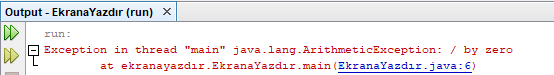 Output - EkranaYazdır (run)
run:
Exception in thread "main" java.lang.ArithmeticException: / by zero
at ekranayazdır.EkranaYazdır.main(EkranaYazdır.java:6)